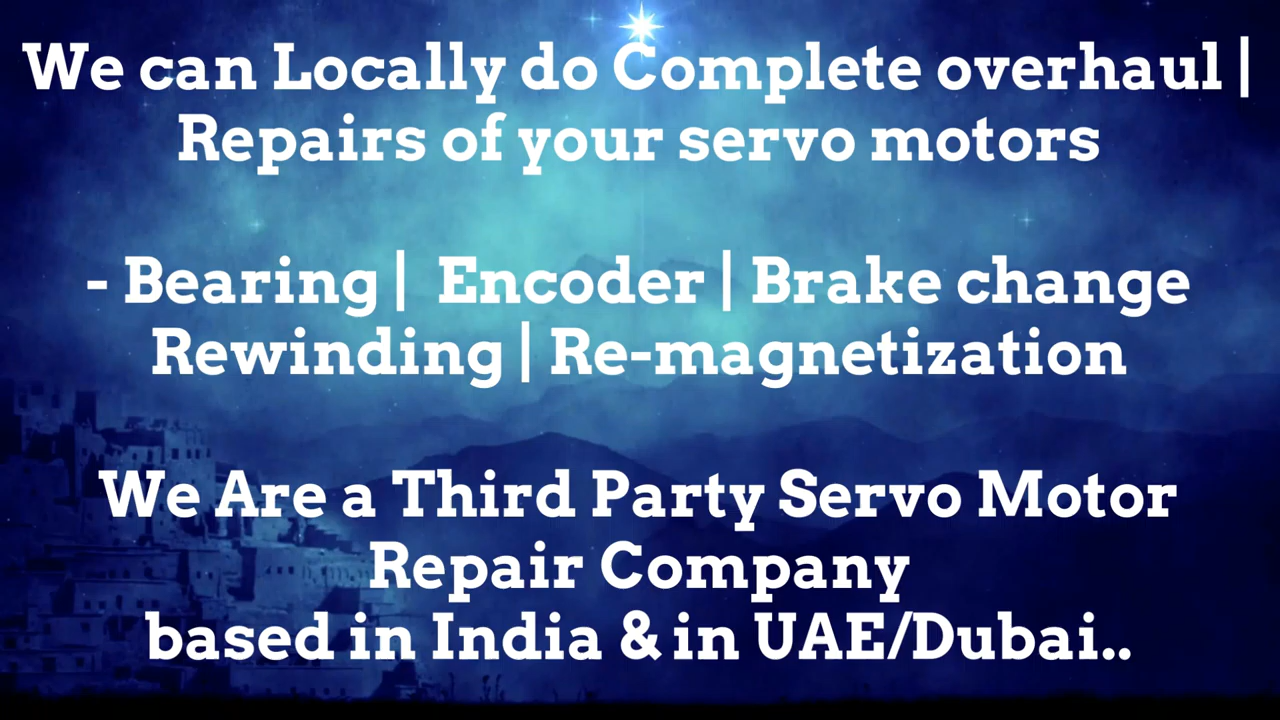 We can Locally do Complete overhaul |
Repairs of your servo motors
- Bearing | Encoder | Brake change
Rewinding | Re-magnetization
We Are a Third Party Servo Motor
Repair Company
based in India & in UAE/Dubai..